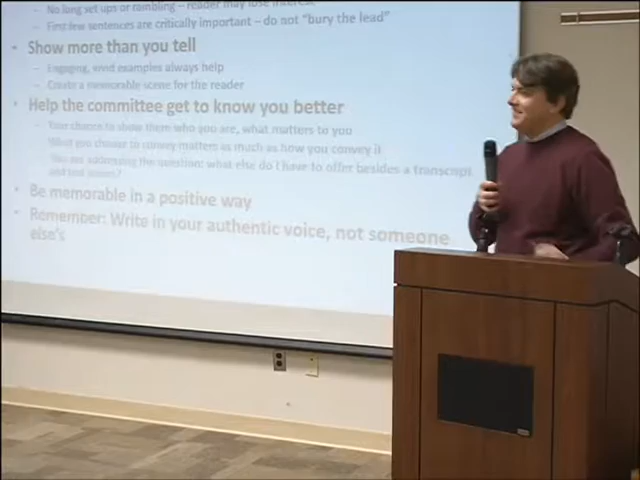 – No long set ups or rambling – reader may lose interest
– First few sentences are critically important – do not "bury the lead"
• Show more than you tell
– Engaging, vivid examples always help
– Create a memorable scene for the reader
• Help the committee get to know you better
– Your chance to show them who you are, what matters to you
– What you choose to convey matters as much as how you convey it
– You are addressing the question: what else do I have to offer besides a transcript
and test scores?
• Be memorable in a positive way
• Remember: Write in your authentic voice, not someone
else's